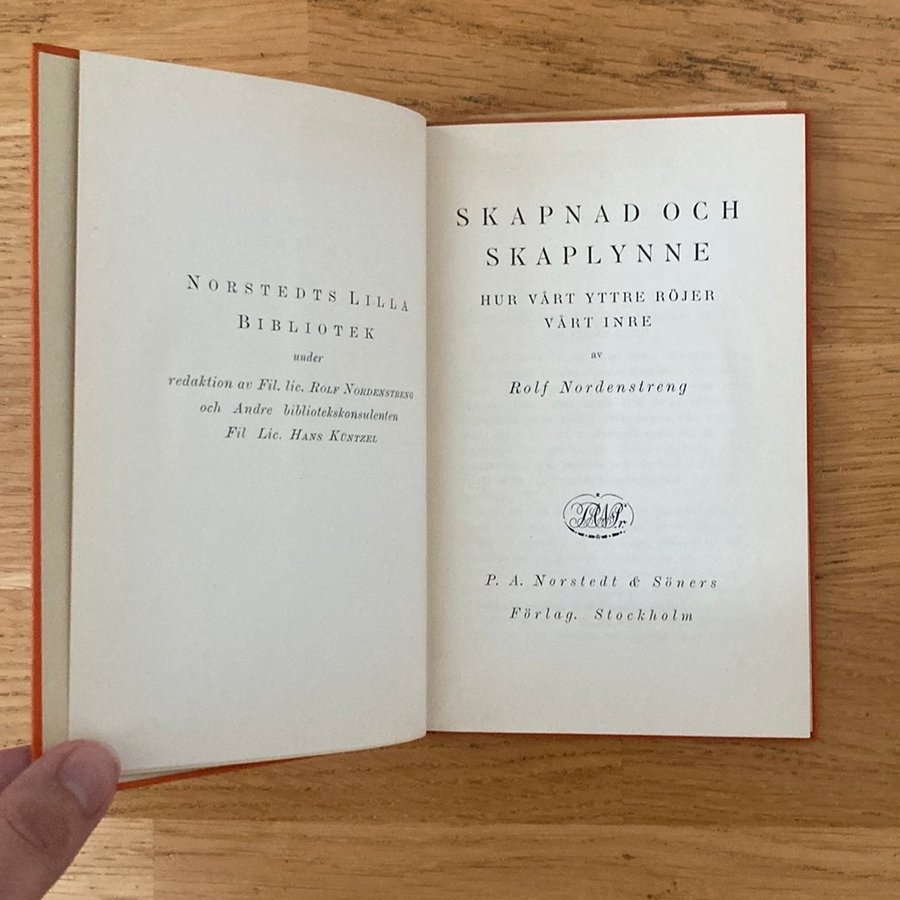 NORSTEDTS LILLA
BIBLIOTEK
under
redaktion av Fil. lic. ROLF NORDENSTRENG
och Andre bibliotekskonsulenten
Fil Lic. HANS KÜNTZEL
SKAPNAD OCH
SKAPLYNNE
HUR VÅRT YTTRE RÖJER
VÅRT INRE
av
Rolf Nordenstreng
P. A. Norstedt & Söners
Förlag. Stockholm